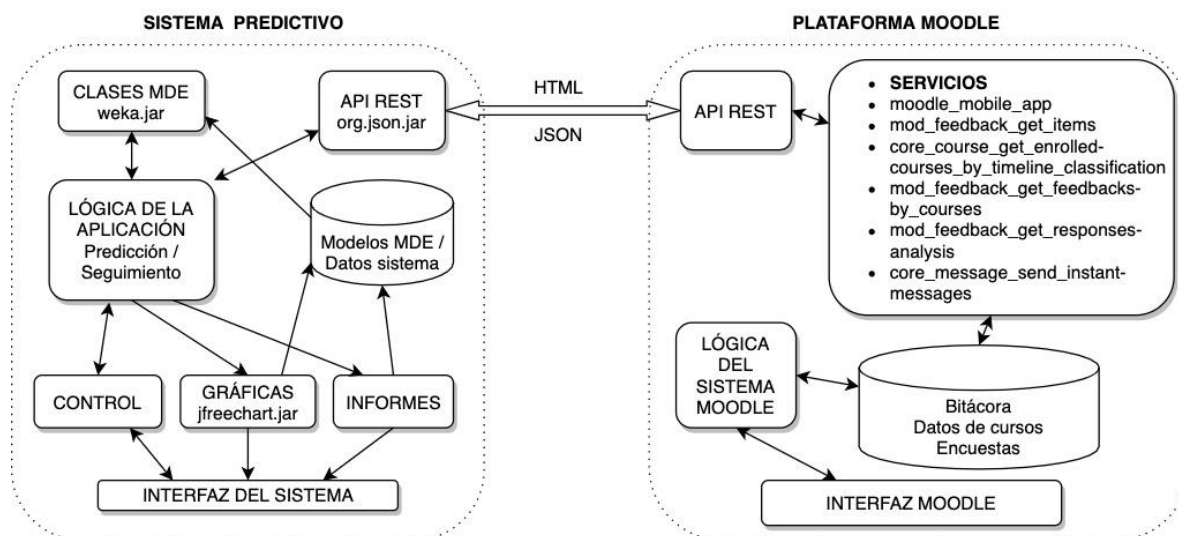 SISTEMA PREDICTIVO
CLASES MDE
weka.jar
API REST
org.json.jar
LÓGICA DE LA
APLICACIÓN
Predicción /
Seguimiento
Modelos MDE /
Datos sistema
CONTROL
GRÁFICAS
jfreechart.jar
INFORMES
INTERFAZ DEL SISTEMA
HTML
JSON
PLATAFORMA MOODLE
API REST
• SERVICIOS
• moodle_mobile_app
• mod_feedback_get_items
• core_course_get_enrolled-
courses_by_timeline_classification
• mod_feedback_get_feedbacks-
by_courses
• mod_feedback_get_responses-
analysis
• core_message_send_instant-
messages
LÓGICA
DEL
SISTEMA
MOODLE
Bitácora
Datos de cursos
Encuestas
INTERFAZ MOODLE